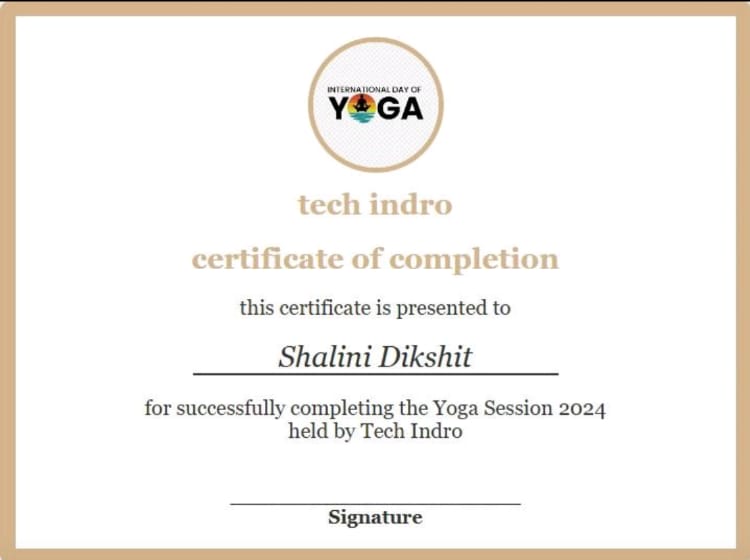 INTERNATIONAL DAY OF
YOGA
tech indro
certificate of completion
this certificate is presented to
Shalini Dikshit
for successfully completing the Yoga Session 2024
held by Tech Indro
Signature